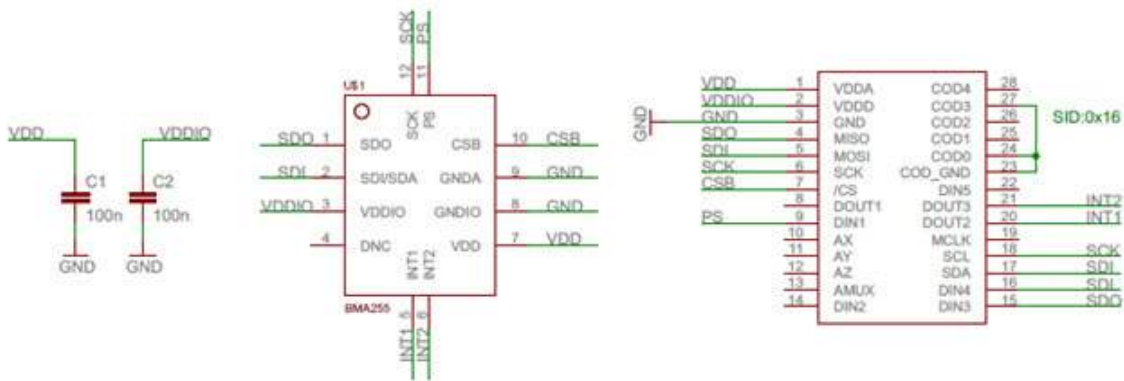 VDD
VDDIO
C1
100n
C2
100n
GND
GND
SCK
PS
12
11
U$1
SCK
PS
SDO 1 SDO CSB 10 CSB
SDI 2 SDI/SDA GNDA 9 GND
VDDIO 3 VDDIO GNDIO 8 GND
4 DNC VDD 7 VDD
INT1
INT2
BMA255
5
6
INT1
INT2
VDD 1 VDDA COD4 28
VDDIO 2 VDDD COD3 27
GND GND 3 GND COD2 26 SID:0x16
SDO 4 MISO COD1 25
SDI 5 MOSI COD0 24
SCK 6 SCK COD_GND 23
CSB 7 /CS DIN5 22
8 DOUT1 DOUT3 21 INT2
PS 9 DIN1 DOUT2 20 INT1
10 AX MCLK 19
11 AY SCL 18 SCK
12 AZ SDA 17 SDI
13 AMUX DIN4 16 SDI
14 DIN2 DIN3 15 SDO